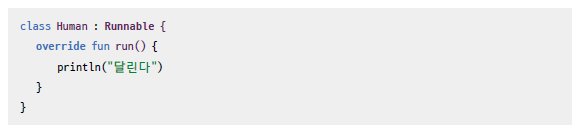 class Human : Runnable {
    override fun run() {
        println("달린다")
    }
}